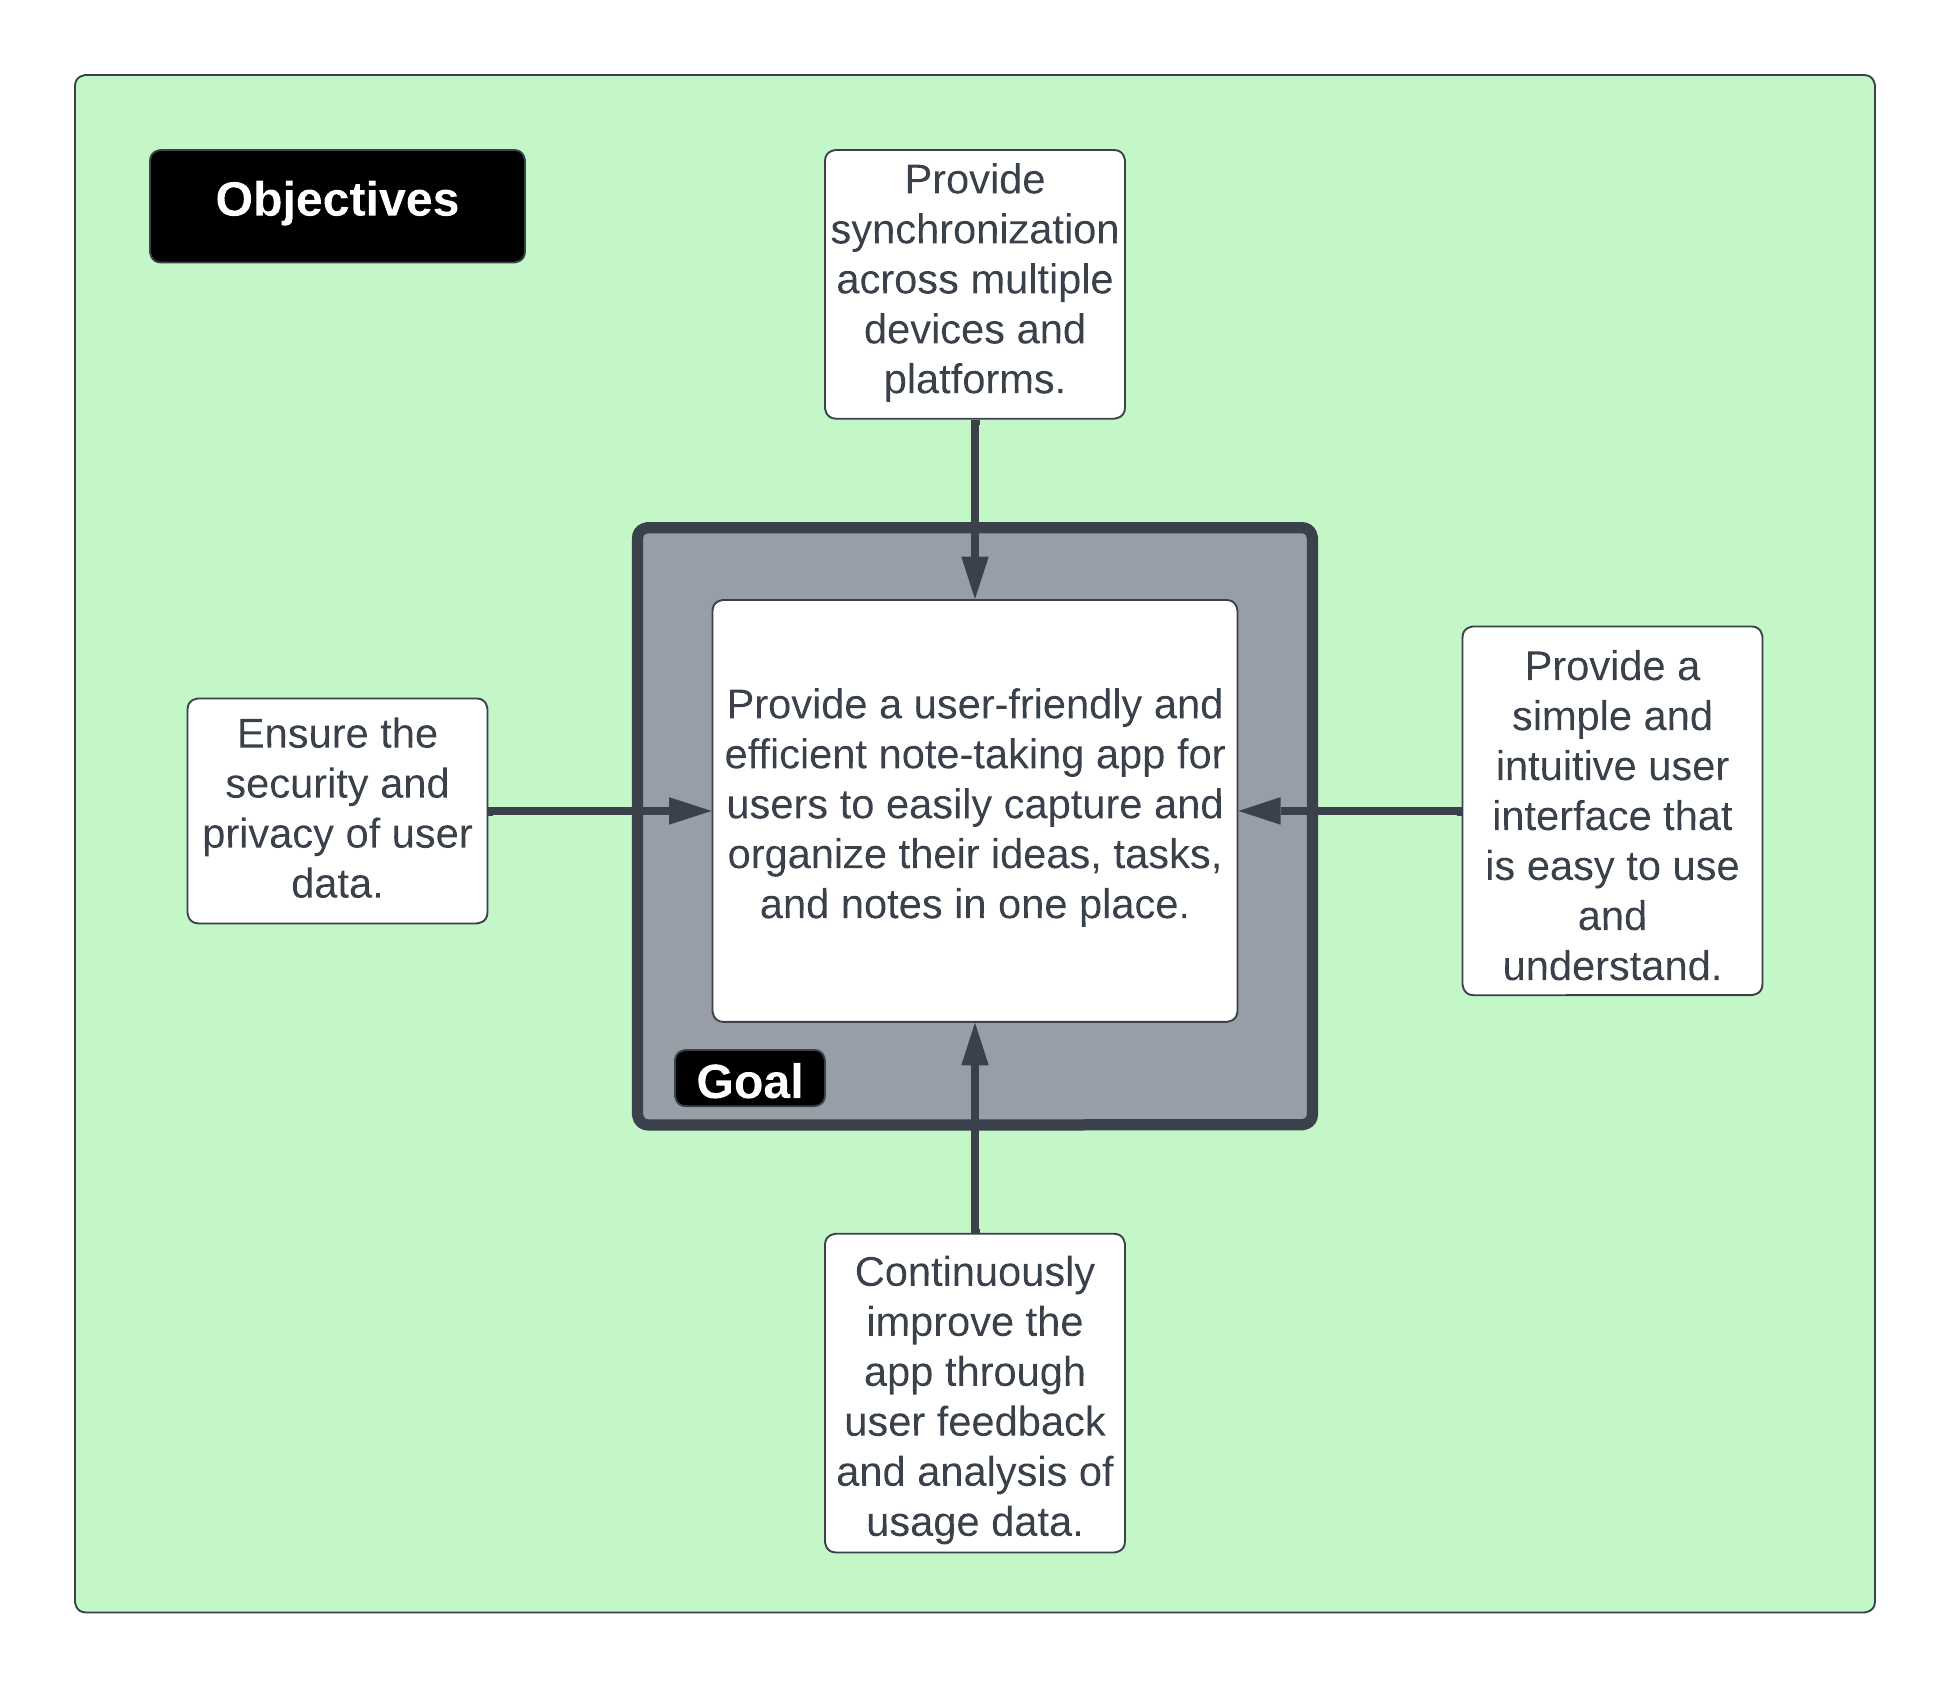 Objectives
Provide
synchronization
across multiple
devices and
platforms.
Ensure the
security and
privacy of user
data.
Provide a user-friendly and
efficient note-taking app for
users to easily capture and
organize their ideas, tasks,
and notes in one place.
Goal
Provide a
simple and
intuitive user
interface that
is easy to use
and
understand.
Continuously
improve the
app through
user feedback
and analysis of
usage data.